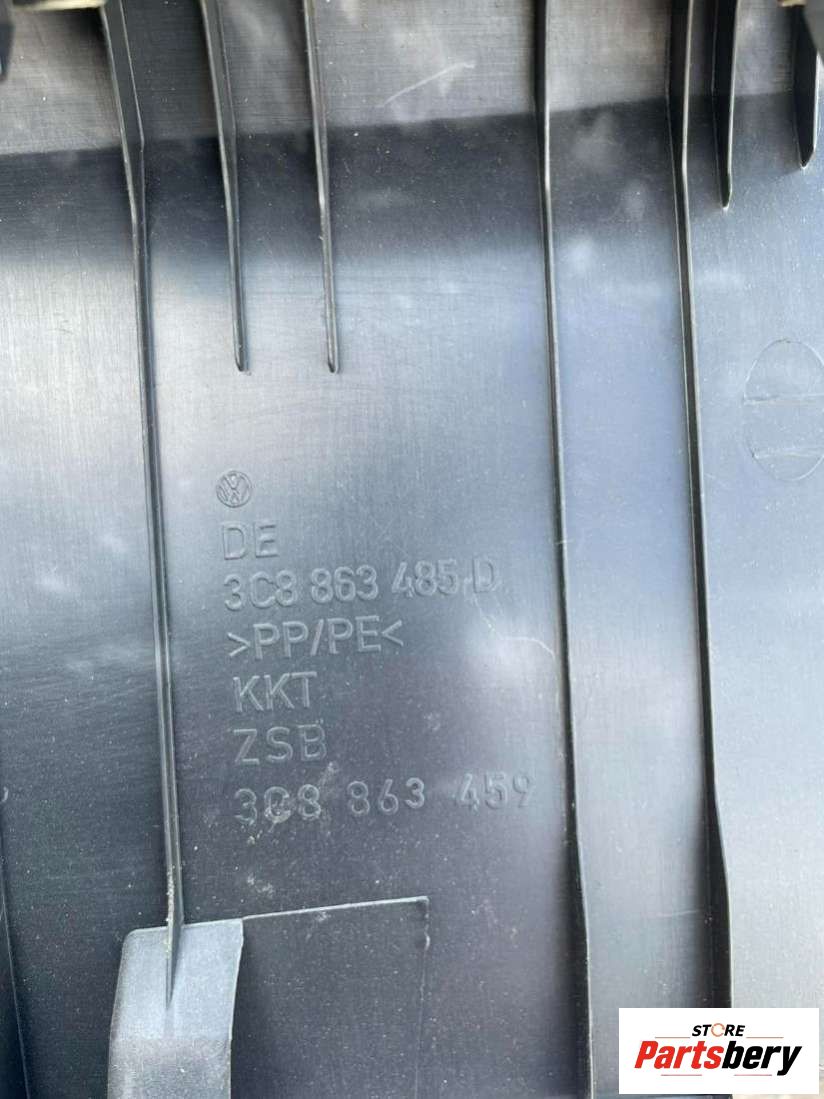 DE
3C8 863 485 D
>PP/PE<
KKT
ZSB
3C8 863 459
STORE
Partsbery